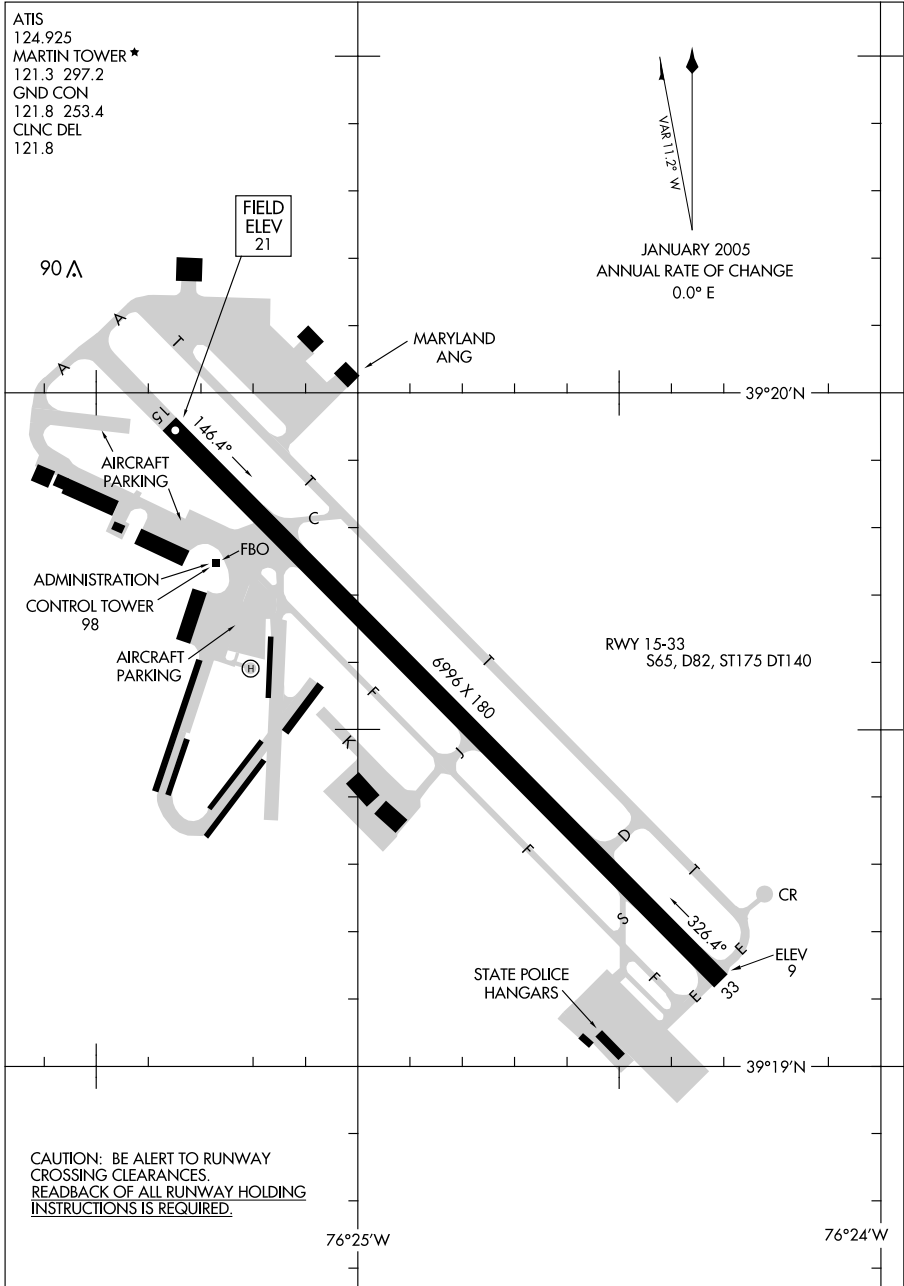 ATIS
124.925
MARTIN TOWER ★
121.3 297.2
GND CON
121.8 253.4
CLNC DEL
121.8
VAR 11.2° W
JANUARY 2005
ANNUAL RATE OF CHANGE
0.0° E
FIELD
ELEV
21
90
A
A
T
MARYLAND
ANG
39°20'N
15
146.4°
AIRCRAFT
PARKING
T
C
FBO
ADMINISTRATION
CONTROL TOWER
98
AIRCRAFT
PARKING
H
RWY 15-33
S65, D82, ST175 DT140
T
6996 X 180
F
K
J
D
F
T
CR
S
326.4°
E
ELEV
9
STATE POLICE
HANGARS
F
E
33
39°19'N
CAUTION: BE ALERT TO RUNWAY
CROSSING CLEARANCES.
READBACK OF ALL RUNWAY HOLDING
INSTRUCTIONS IS REQUIRED.
76°25'W
76°24'W